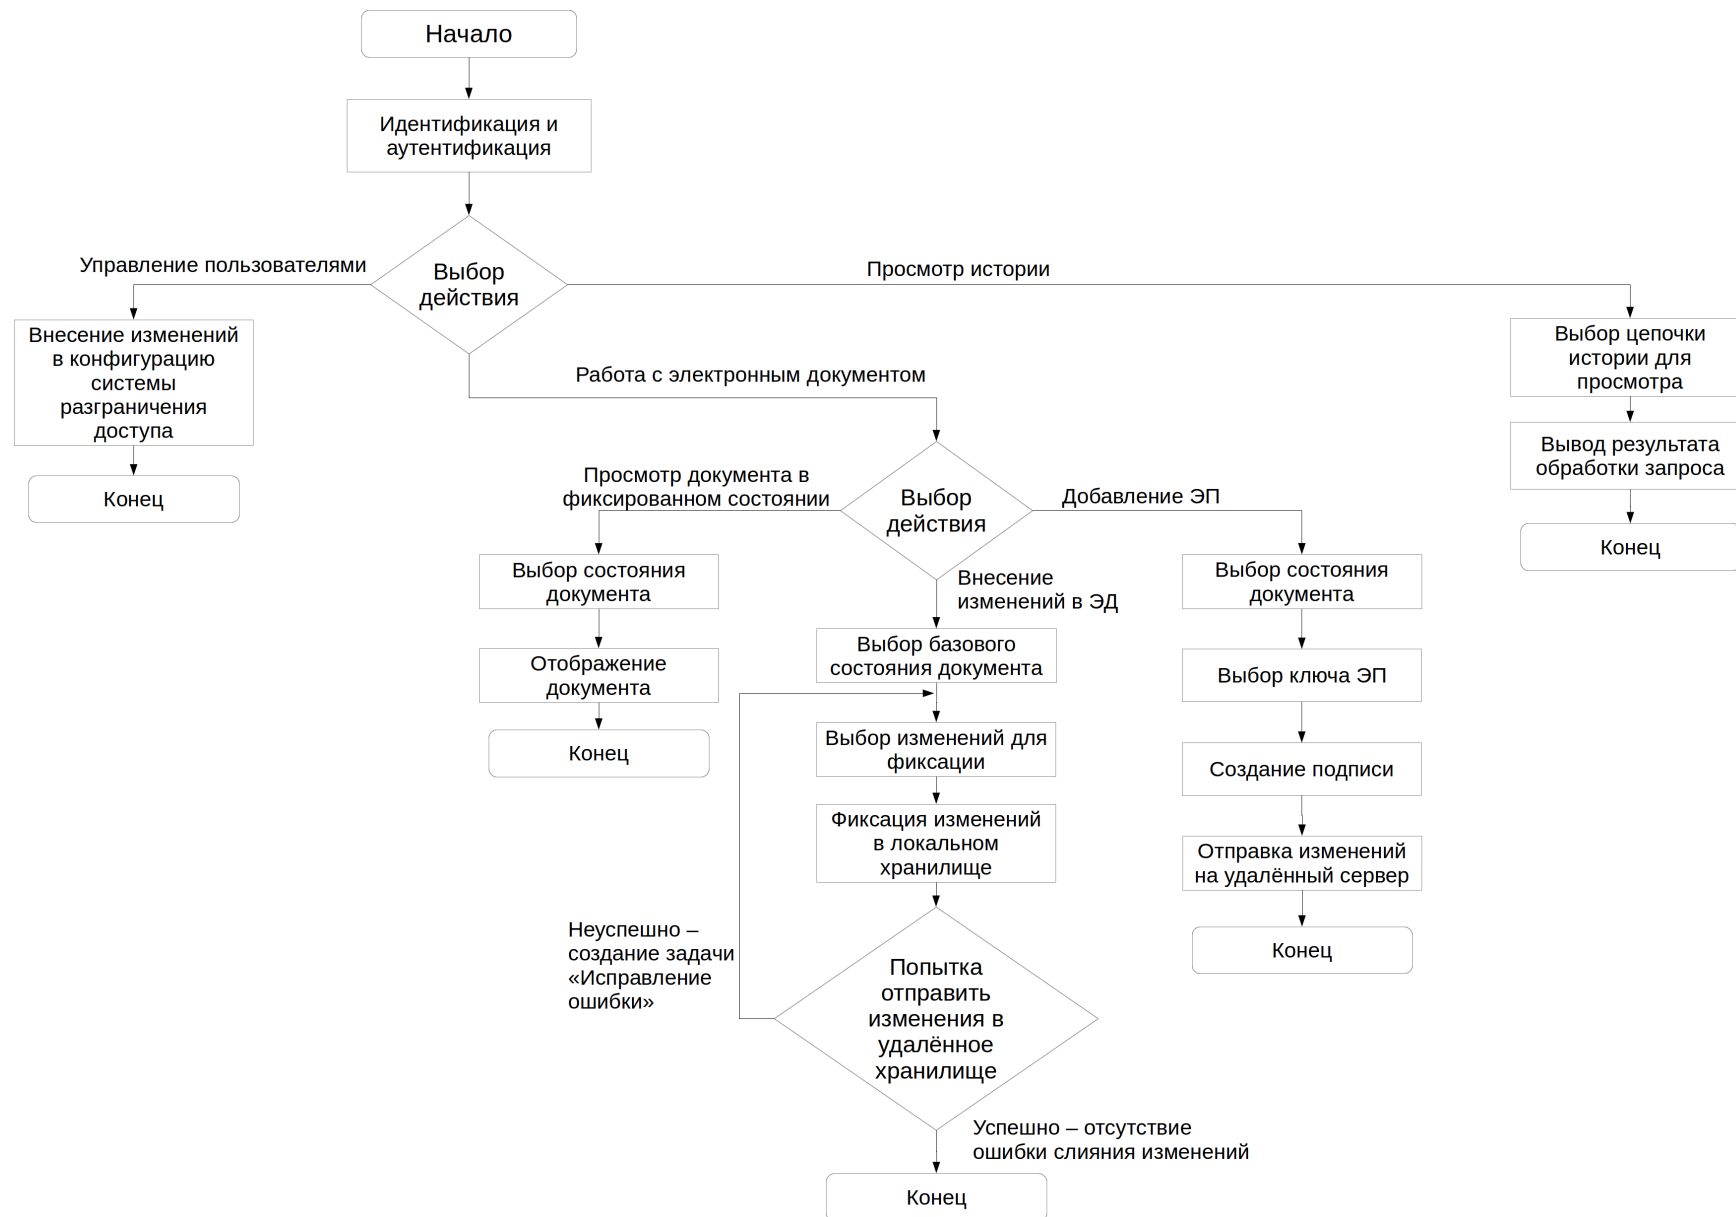 Начало
Идентификация и
аутентификация
Выбор
действия
Управление пользователями
Просмотр истории
Работа с электронным документом
Внесение изменений
в конфигурацию
системы
разграничения
доступа
Конец
Выбор цепочки
истории для
просмотра
Вывод результата
обработки запроса
Конец
Выбор
действия
Просмотр документа в
фиксированном состоянии
Добавление ЭП
Внесение
изменений в ЭД
Выбор состояния
документа
Отображение
документа
Конец
Выбор базового
состояния документа
Выбор изменений для
фиксации
Фиксация изменений
в локальном
хранилище
Попытка
отправить
изменения в
удалённое
хранилище
Неуспешно –
создание задачи
«Исправление
ошибки»
Успешно – отсутствие
ошибки слияния изменений
Конец
Выбор состояния
документа
Выбор ключа ЭП
Создание подписи
Отправка изменений
на удалённый сервер
Конец